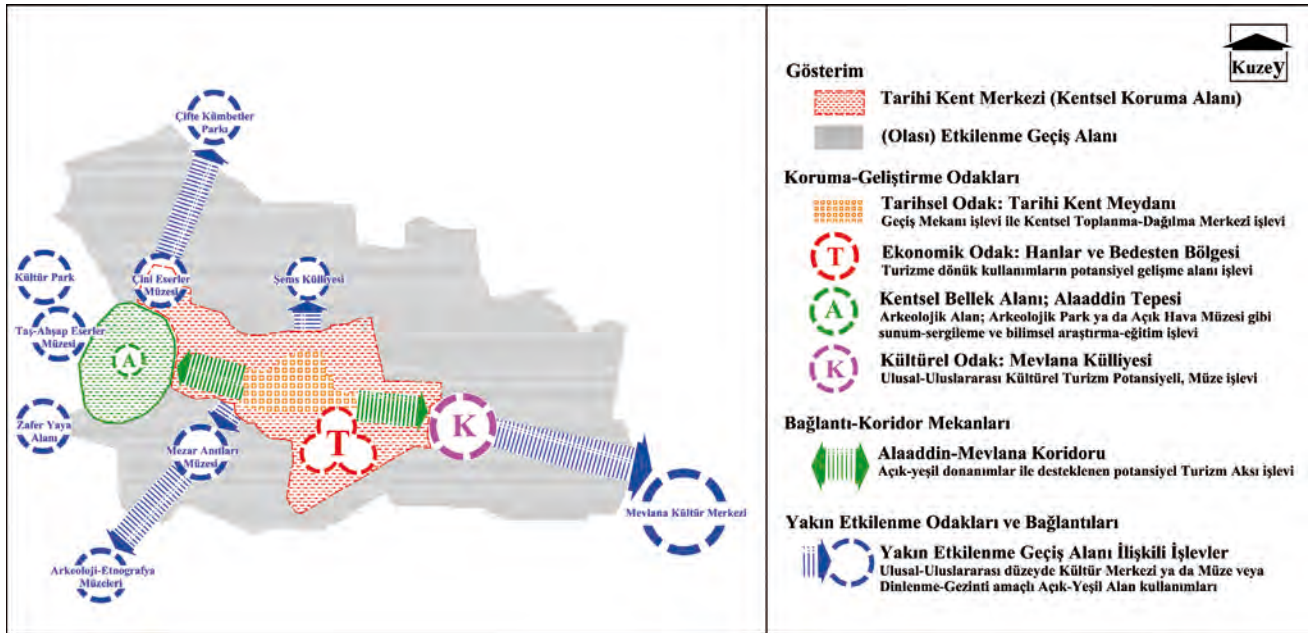 Çifte Kümbetler
Parkı
Kültür Park
Çini Eserler
Müzesi
Şems Külliyesi
Taş-Ahşap Eserler
Müzesi
A
Zafer Yaya
Alanı
Mezar Anıtları
Müzesi
T
K
Mevlana Kültür Merkezi
Arkeoloji-Etnografya
Müzeleri
Kuzey
Gösterim
Tarihi Kent Merkezi (Kentsel Koruma Alanı)
(Olası) Etkilenme Geçiş Alanı
Koruma-Geliştirme Odakları
Tarihsel Odak: Tarihi Kent Meydanı
Geçiş Mekanı işlevi ile Kentsel Toplanma-Dağılma Merkezi işlevi
T
Ekonomik Odak: Hanlar ve Bedesten Bölgesi
Turizme dönük kullanımların potansiyel gelişme alanı işlevi
A
Kentsel Bellek Alanı; Alaaddin Tepesi
Arkeolojik Alan; Arkeolojik Park ya da Açık Hava Müzesi gibi
sunum-sergileme ve bilimsel araştırma-eğitim işlevi
K
Kültürel Odak: Mevlana Külliyesi
Ulusal-Uluslararası Kültürel Turizm Potansiyeli, Müze işlevi
Bağlantı-Koridor Mekanları
Alaaddin-Mevlana Koridoru
Açık-yeşil donanımlar ile desteklenen potansiyel Turizm Aksı işlevi
Yakın Etkilenme Odakları ve Bağlantıları
Yakın Etkilenme Geçiş Alanı İlişkili İşlevler
Ulusal-Uluslararası düzeyde Kültür Merkezi ya da Müze veya
Dinlenme-Gezinti amaçlı Açık-Yeşil Alan kullanımları